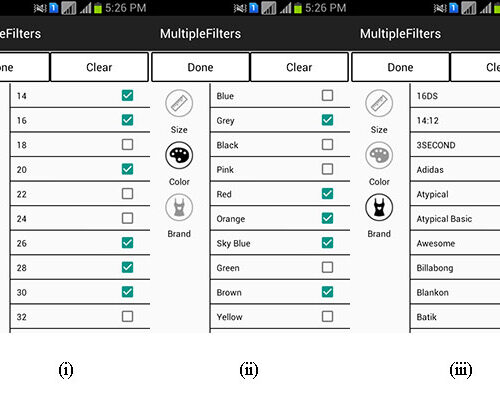 5:26 PM
5:26 PM
5:26 PM
eFilters
MultipleFilters
MultipleFilters
one
Clear
Done
Clear
Done
Cle
14
16
18
20
22
24
26
28
30
32
Size
Color
Brand
Blue
Grey
Black
Pink
Red
Orange
Sky Blue
Green
Brown
Yellow
Size
Color
Brand
16DS
14:12
3SECOND
Adidas
Atypical
Atypical Basic
Awesome
Billabong
Blankon
Batik
(i)
(ii)
(iii)